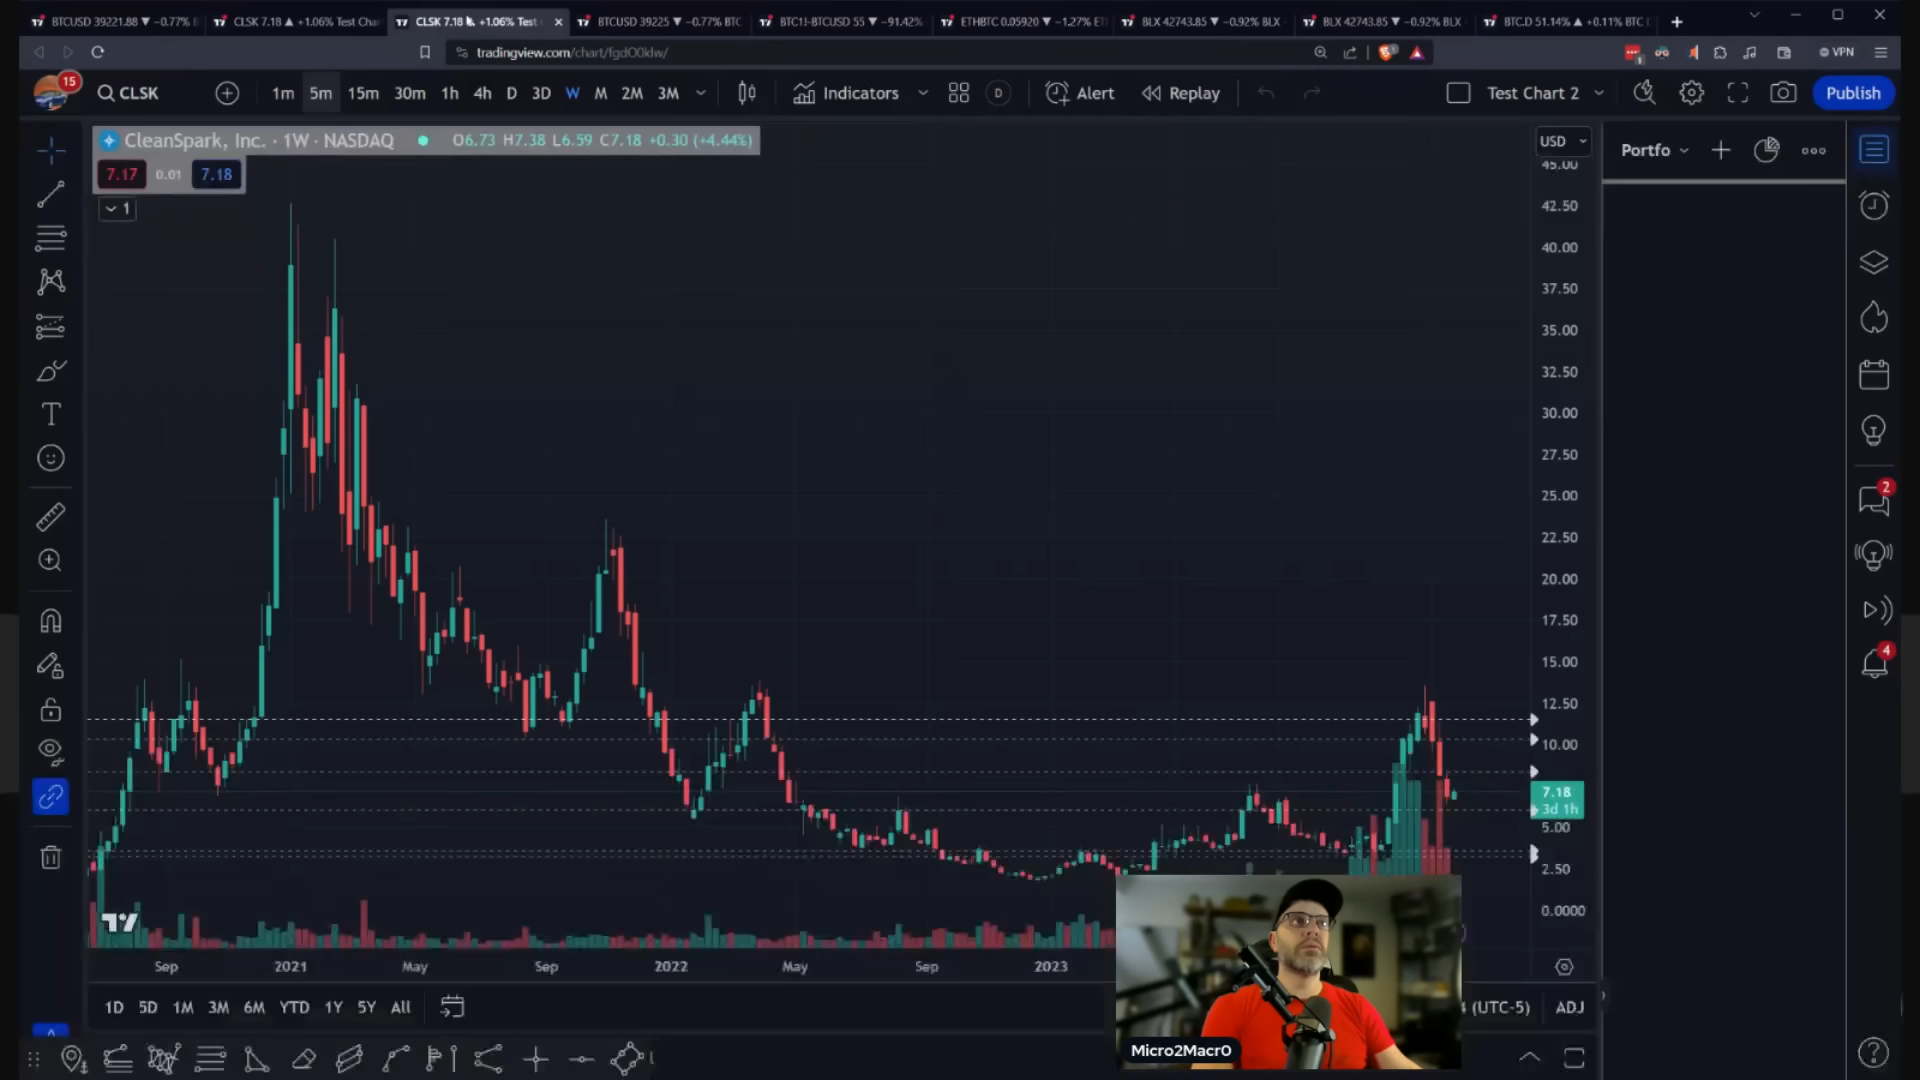 BTCUSD 39221.88 ▼ −0.77%
CLSK 7.18 ▲ +1.06% Test Char
CLSK 7.18 +1.06% Test
BTCUSD 39225 ▼ −0.77% BTC
BTC1!-BTCUSD 55 ▼ −91.42%
ETHBTC 0.05920 ▼ −1.27%
BLX 42743.85 ▼ −0.92% BLX
BLX 42743.85 ▼ −0.92% BLX
BTC.D 51.14% ▲ +0.11% BTC
tradingview.com/chart/fgdO0klw/
VPN
15
CLSK
1m 5m 15m 30m 1h 4h D 3D W M 2M 3M
Indicators
D
Alert
Replay
Test Chart 2
Publish
CleanSpark, Inc. · 1W · NASDAQ
O6.73 H7.38 L6.59 C7.18 +0.30 (+4.44%)
7.17 0.01 7.18
1
USD
Portfo
45.00
42.50
40.00
37.50
35.00
32.50
30.00
27.50
25.00
22.50
20.00
17.50
15.00
12.50
10.00
7.18
3d 1h
5.00
2.50
0.0000
2
4
Sep 2021 May Sep 2022 May Sep 2023
1D 5D 1M 3M 6M YTD 1Y 5Y All
(UTC-5) ADJ
Micro2Macr0